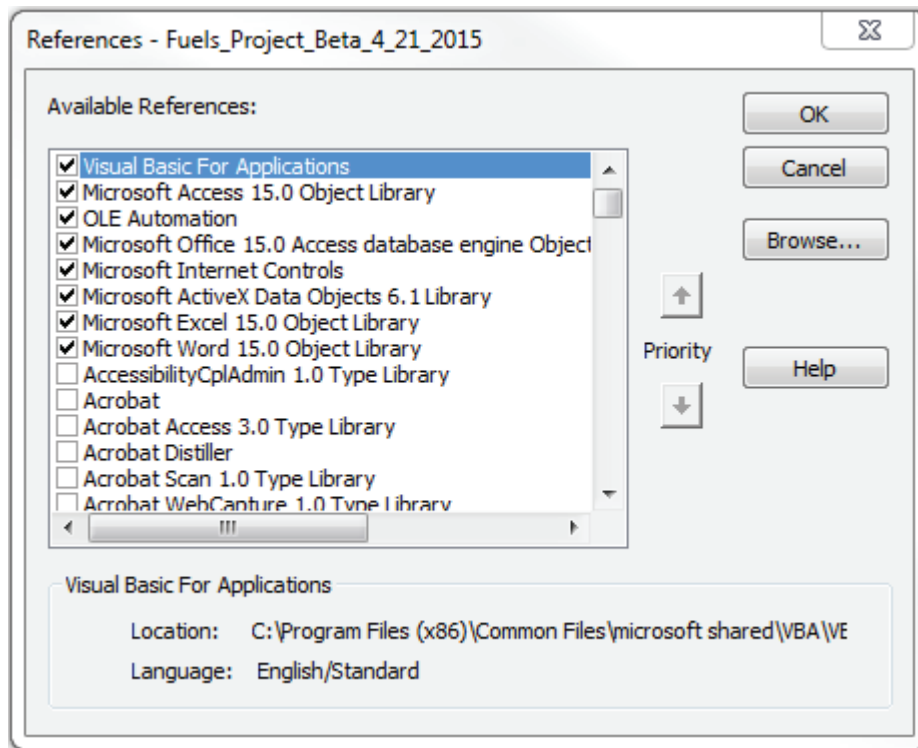 References - Fuels_Project_Beta_4_21_2015
Available References:
OK
Visual Basic For Applications
Cancel
Microsoft Access 15.0 Object Library
OLE Automation
Microsoft Office 15.0 Access database engine Object
Browse...
Microsoft Internet Controls
Microsoft ActiveX Data Objects 6.1 Library
Microsoft Excel 15.0 Object Library
Microsoft Word 15.0 Object Library
Priority
Help
AccessibilityCplAdmin 1.0 Type Library
Acrobat
Acrobat Access 3.0 Type Library
Acrobat Distiller
Acrobat Scan 1.0 Type Library
Acrobat WebCapture 1.0 Type Library
Visual Basic For Applications
Location: C:\Program Files (x86)\Common Files\microsoft shared\VBA\VE
Language: English/Standard